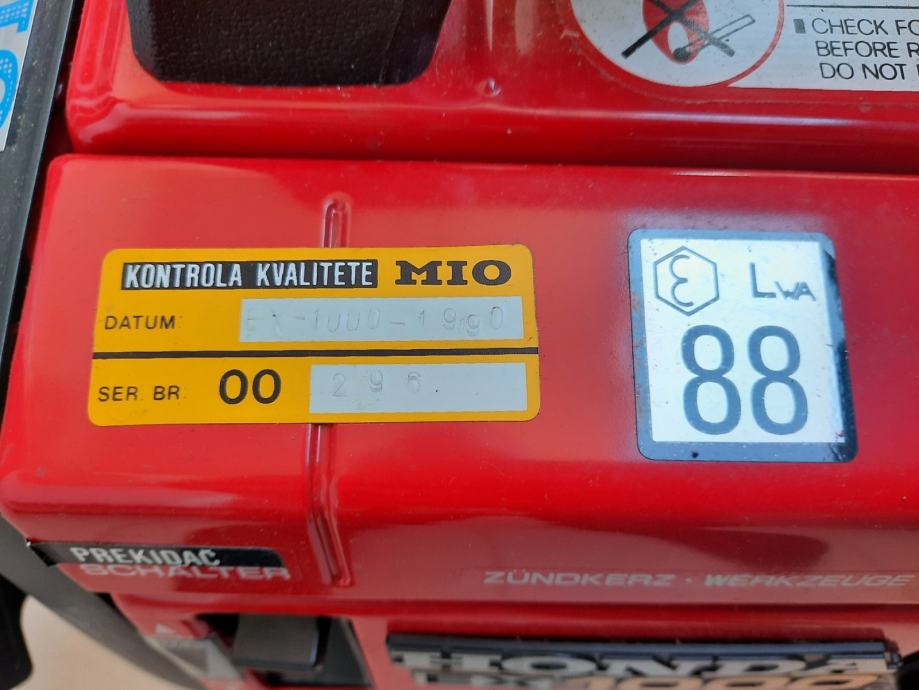 CHECK FO
BEFORE R
DO NOT
KONTROLA KVALITETE MIO
DATUM: EX-1000-1990
SER. BR. 00 296
ε LWA
88
PREKIDAČ
SCHALTER
ZÜNDKERZ · WERKZEUGE
HONDA
EX1000